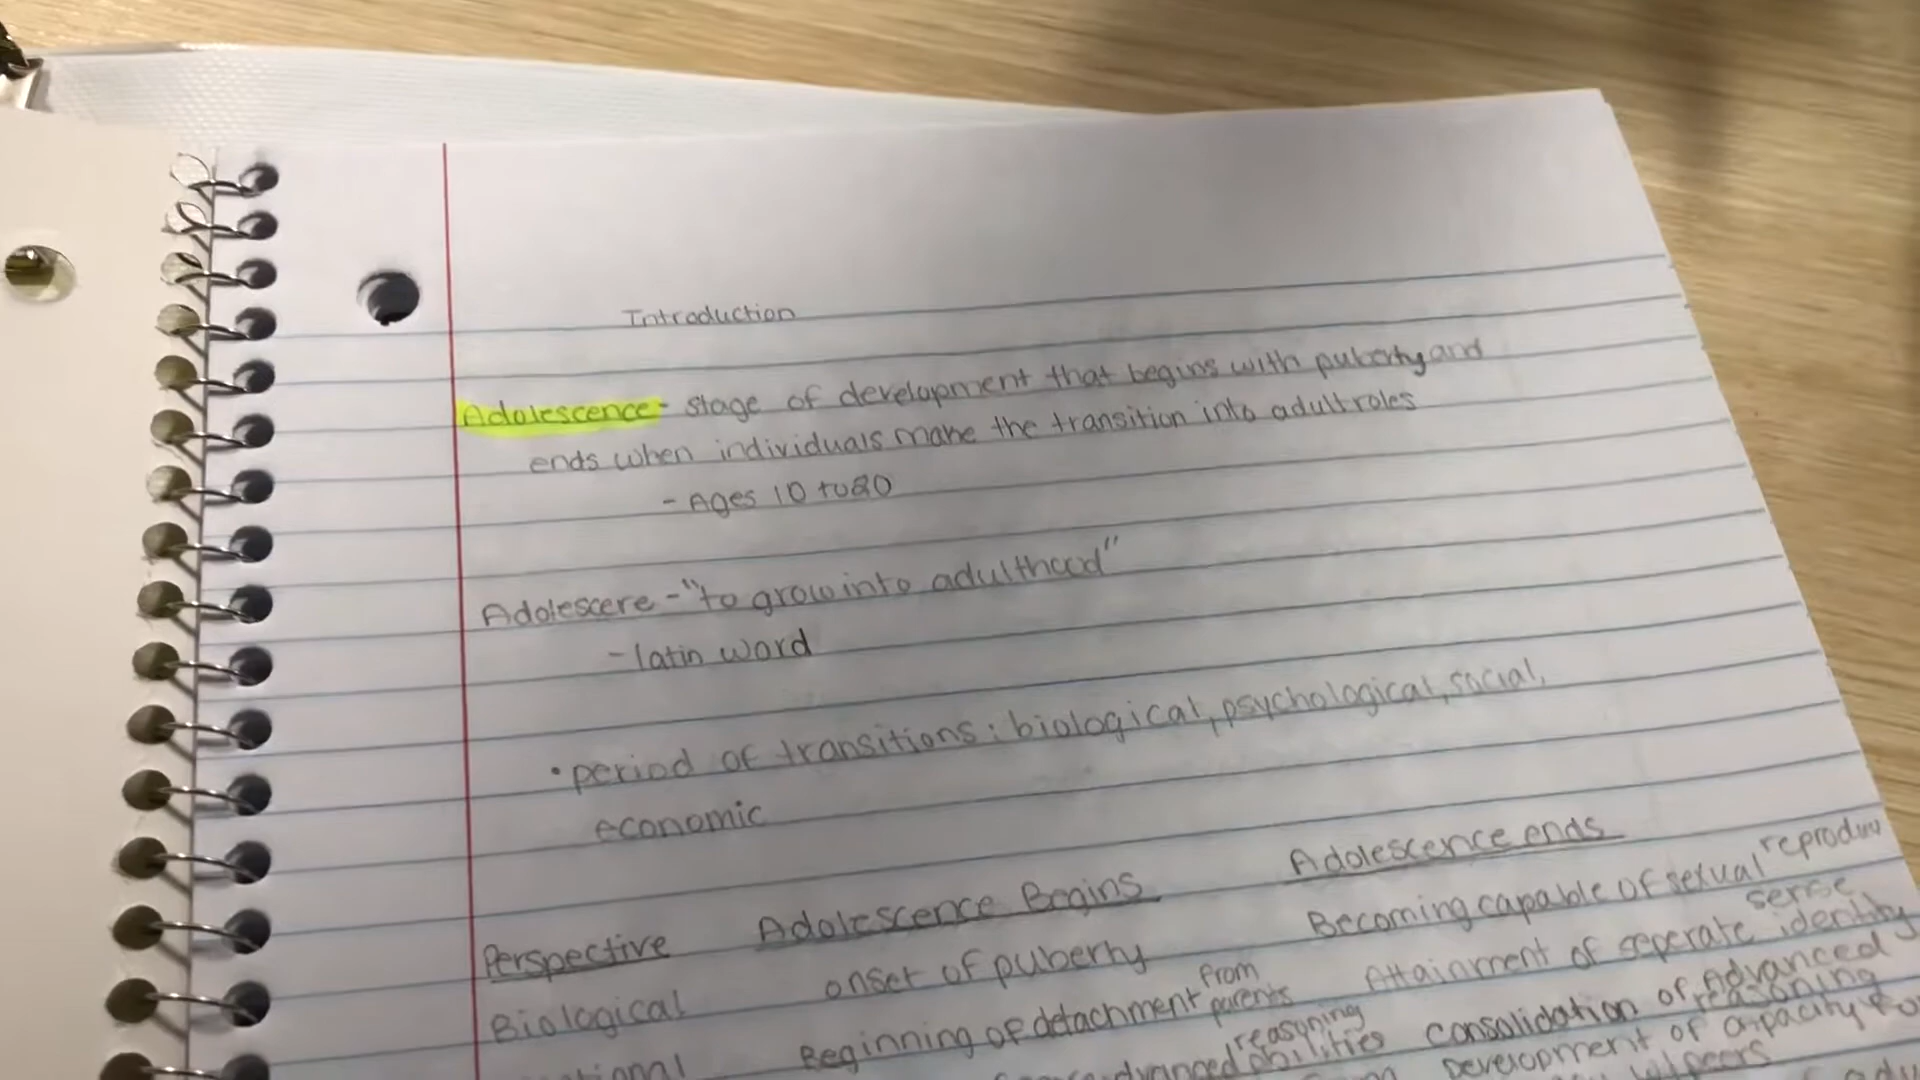 Introduction
Adolescence - stage of development that begins with puberty and
ends when individuals make the transition into adult roles
- Ages 10 to 20
Adolescere - "to grow into adulthood"
- latin word
• period of transitions: biological, psychological, social,
economic
Perspective Adolescence Begins Adolescence ends
Biological onset of puberty Becoming capable of sexual reproduc
Beginning of detachment from parents Attainment of seperate sense identity
advanced reasoning abilities consolidation of Advanced reasoning
Development of capacity for
peers